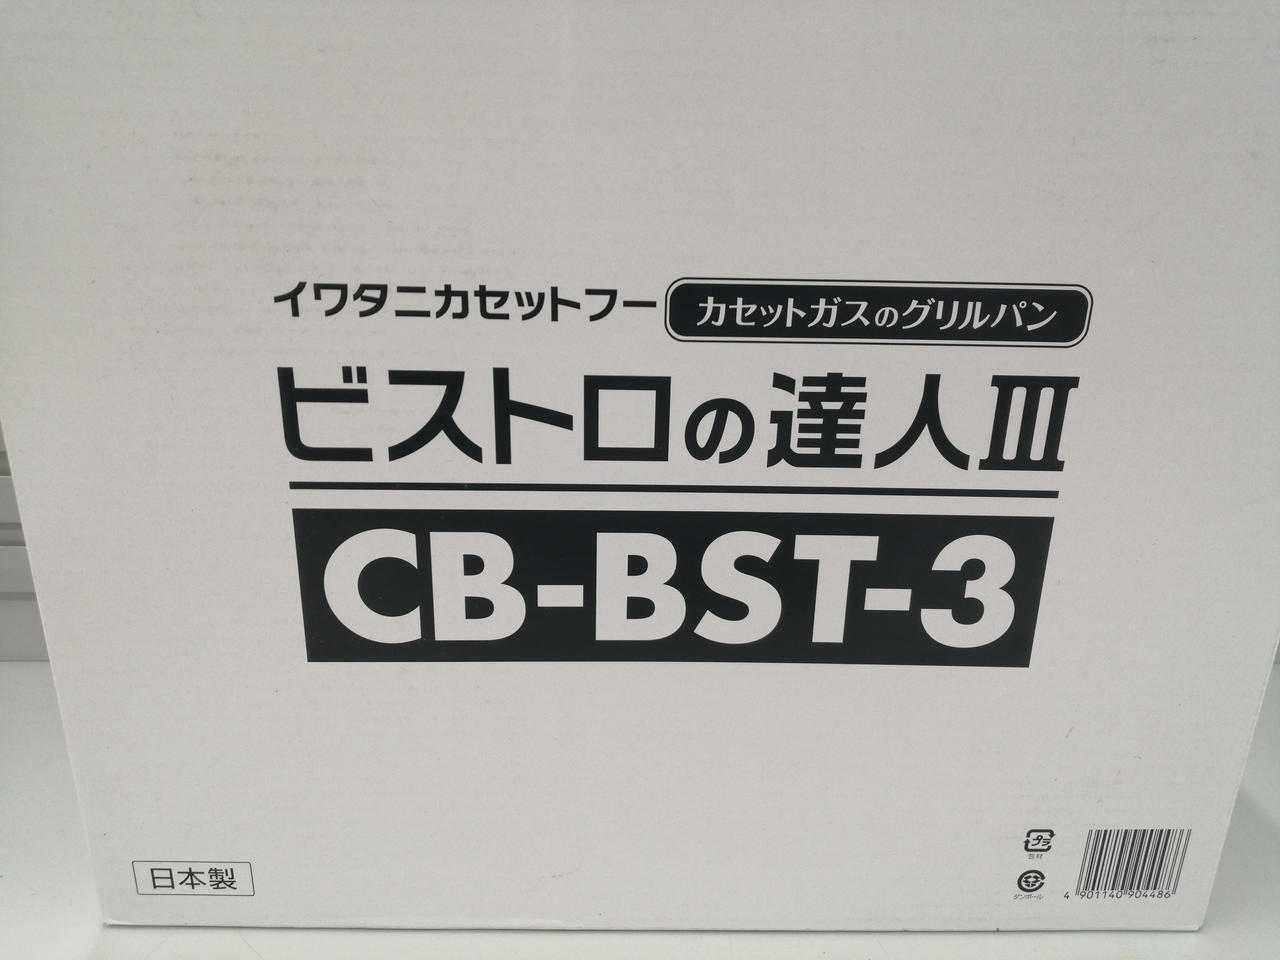 イワタニカセットフー カセットガスのグリルパン
ビストロの達人Ⅲ
CB-BST-3
日本製
プラ
包材
ダンボール
4 901140 904486